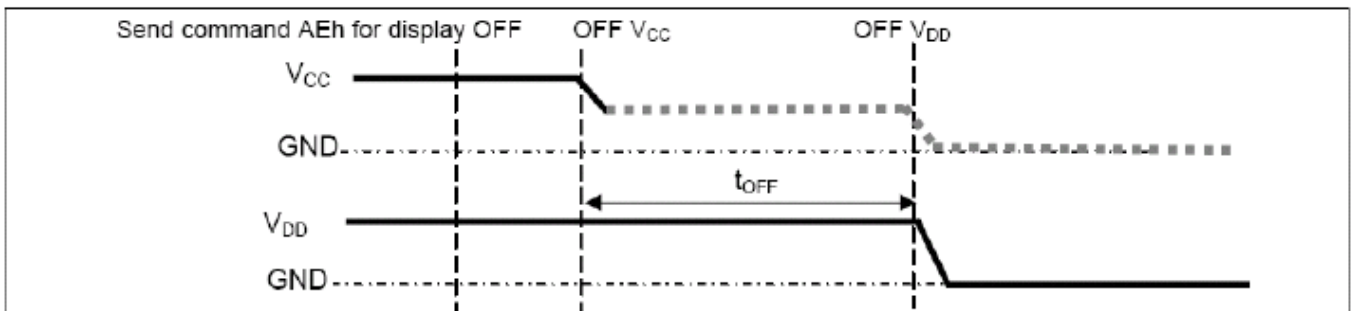 Send command AEh for display OFF OFF VCC OFF VDD
VCC
GND
tOFF
VDD
GND